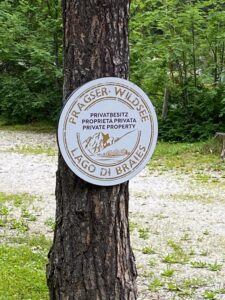 PRAGSER · WILDSEE
PRIVATBESITZ
PROPRIETÀ PRIVATA
PRIVATE PROPERTY
LAGO DI BRAIES